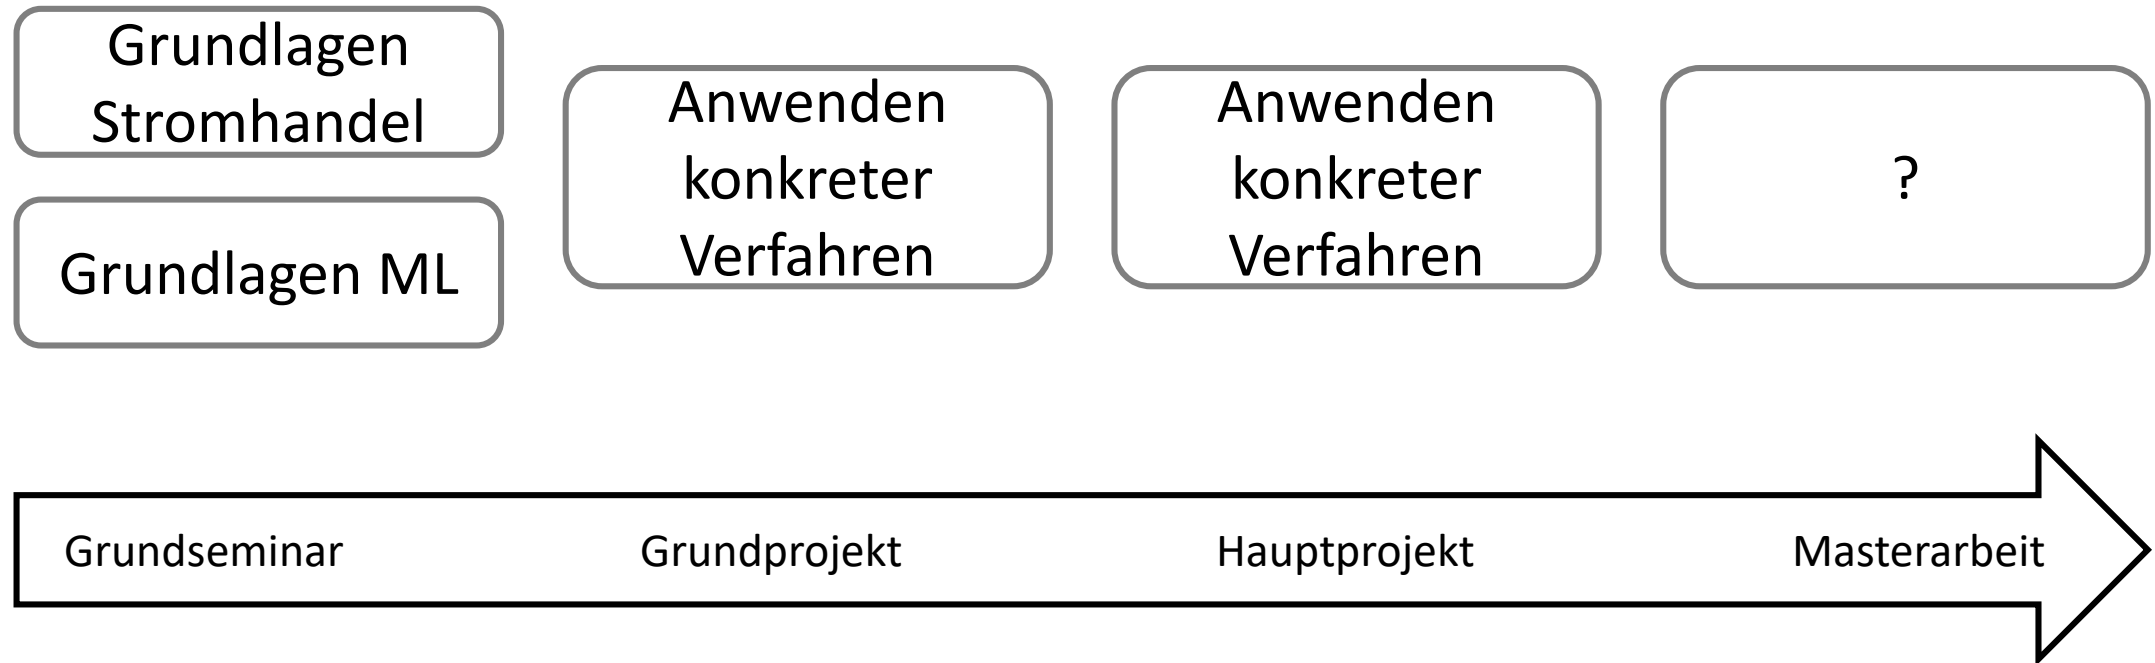 Grundlagen
Stromhandel
Grundlagen ML
Anwenden
konkreter
Verfahren
Anwenden
konkreter
Verfahren
?
Grundseminar
Grundprojekt
Hauptprojekt
Masterarbeit